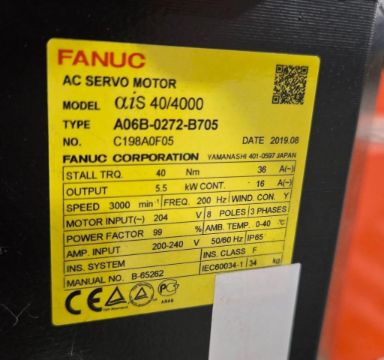 FANUC
AC SERVO MOTOR
MODEL αiS 40/4000
TYPE A06B-0272-B705
NO. C198A0F05 DATE 2019.08
FANUC CORPORATION YAMANASHI 401-0597 JAPAN
STALL TRQ. 40 Nm 36 A(~)
OUTPUT 5.5 kW CONT. 16 A(~)
SPEED 3000 min⁻¹ FREQ. 200 Hz WIND. CON. Y
MOTOR INPUT(~) 204 V 8 POLES 3 PHASES
POWER FACTOR 99 % AMB. TEMP. 0-40 ℃
AMP. INPUT 200-240 V 50/60 Hz IP65
INS. SYSTEM INS. CLASS F
MANUAL NO. B-65262 IEC60034-1 34 kg
CE